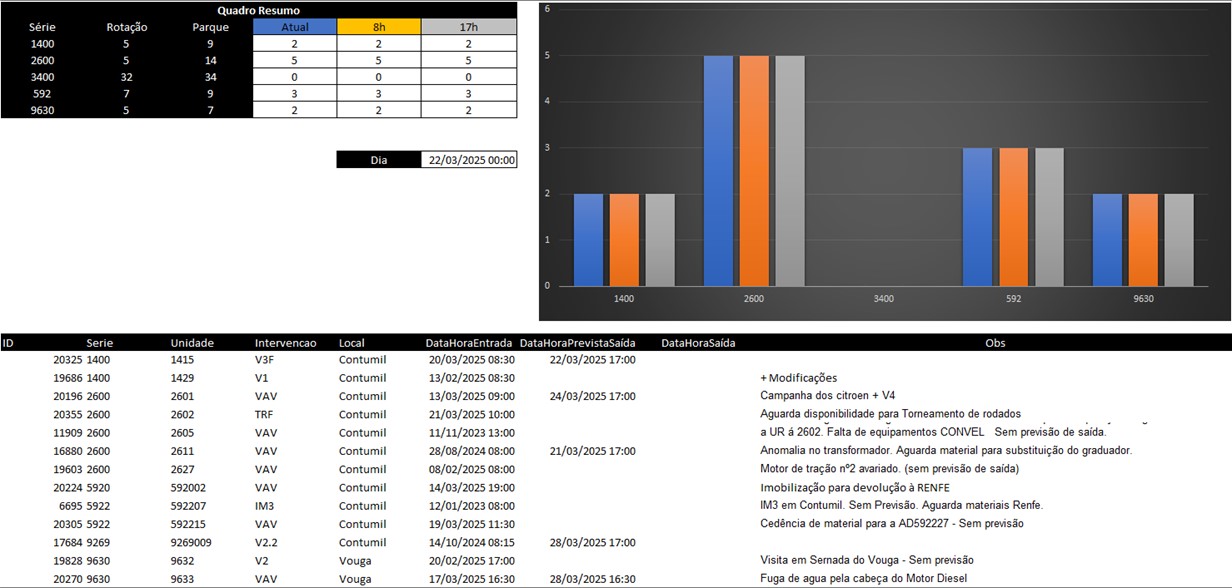 Quadro Resumo
Série Rotação Parque Atual 8h 17h
1400 5 9 2 2 2
2600 5 14 5 5 5
3400 32 34 0 0 0
592 7 9 3 3 3
9630 5 7 2 2 2
Dia 22/03/2025 00:00
6
5
4
3
2
1
0
1400 2600 3400 592 9630
ID Serie Unidade Intervencao Local DataHoraEntrada DataHoraPrevistaSaída DataHoraSaída Obs
20325 1400 1415 V3F Contumil 20/03/2025 08:30 22/03/2025 17:00
19686 1400 1429 V1 Contumil 13/02/2025 08:30 + Modificações
20196 2600 2601 VAV Contumil 13/03/2025 09:00 24/03/2025 17:00 Campanha dos citroen + V4
20355 2600 2602 TRF Contumil 21/03/2025 10:00 Aguarda disponibilidade para Torneamento de rodados
11909 2600 2605 VAV Contumil 11/11/2023 13:00 a UR á 2602. Falta de equipamentos CONVEL Sem previsão de saída.
16880 2600 2611 VAV Contumil 28/08/2024 08:00 21/03/2025 17:00 Anomalia no transformador. Aguarda material para substituição do graduador.
19603 2600 2627 VAV Contumil 08/02/2025 08:00 Motor de tração nº2 avariado. (sem previsão de saída)
20224 5920 592002 VAV Contumil 14/03/2025 19:00 Imobilização para devolução à RENFE
6695 5922 592207 IM3 Contumil 12/01/2023 08:00 IM3 em Contumil. Sem Previsão. Aguarda materiais Renfe.
20305 5922 592215 VAV Contumil 19/03/2025 11:30 Cedência de material para a AD592227 - Sem previsão
17684 9269 9269009 V2.2 Contumil 14/10/2024 08:15 28/03/2025 17:00
19828 9630 9632 V2 Vouga 20/02/2025 17:00 Visita em Sernada do Vouga - Sem previsão
20270 9630 9633 VAV Vouga 17/03/2025 16:30 28/03/2025 16:30 Fuga de agua pela cabeça do Motor Diesel